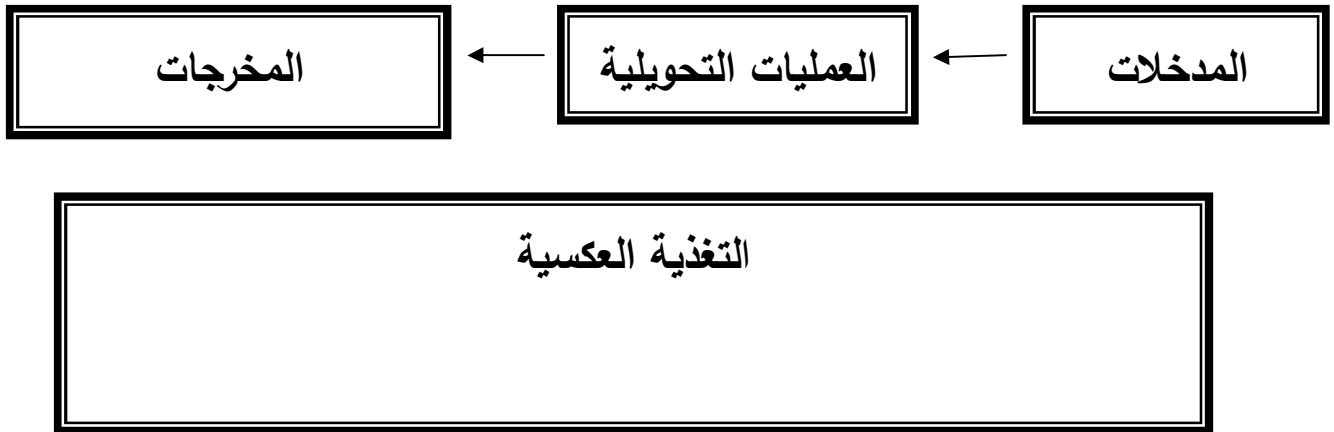 المدخلات
العمليات التحويلية
المخرجات
التغذية العكسية